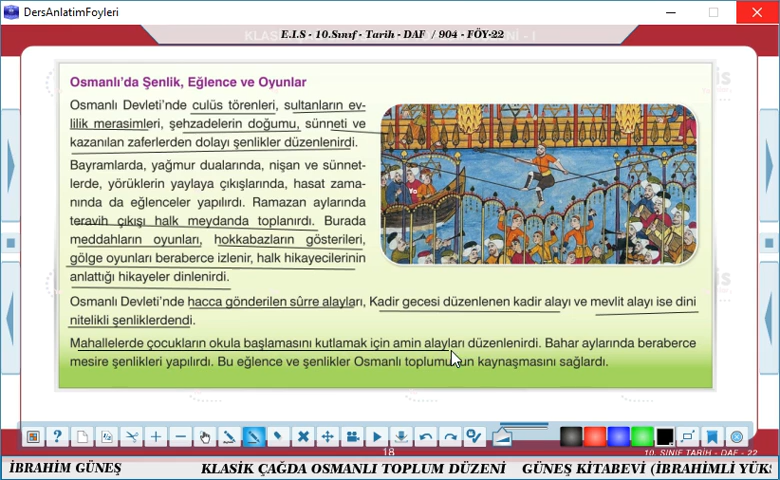 DersAnlatimFoyleri
E.I.S - 10.Sınıf - Tarih - DAF / 904 - FÖY-22
Osmanlı'da Şenlik, Eğlence ve Oyunlar
Osmanlı Devleti'nde culüs törenleri, sultanların ev-
lilik merasimleri, şehzadelerin doğumu, sünneti ve
kazanılan zaferlerden dolayı şenlikler düzenlenirdi.
Bayramlarda, yağmur dualarında, nişan ve sünnet-
lerde, yörüklerin yaylaya çıkışlarında, hasat zama-
nında da eğlenceler yapılırdı. Ramazan aylarında
teravih çıkışı halk meydanda toplanırdı. Burada
meddahların oyunları, hokkabazların gösterileri,
gölge oyunları beraberce izlenir, halk hikayecilerinin
anlattığı hikayeler dinlenirdi.
Osmanlı Devleti'nde hacca gönderilen sûrre alayları, Kadir gecesi düzenlenen kadir alayı ve mevlit alayı ise dini
nitelikli şenliklerdendi.
Mahallelerde çocukların okula başlamasını kutlamak için amin alayları düzenlenirdi. Bahar aylarında beraberce
mesire şenlikleri yapılırdı. Bu eğlence ve şenlikler Osmanlı toplumunun kaynaşmasını sağlardı.
18
10. SINIF TARİH - DAF - 22
İBRAHİM GÜNEŞ
KLASİK ÇAĞDA OSMANLI TOPLUM DÜZENİ
GÜNEŞ KİTABEVİ (İBRAHİMLİ YÜKS